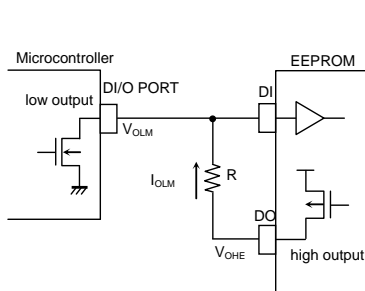 Microcontroller
EEPROM
DI/O PORT
DI
low output
VOLM
IOLM
R
DO
VOHE
high output